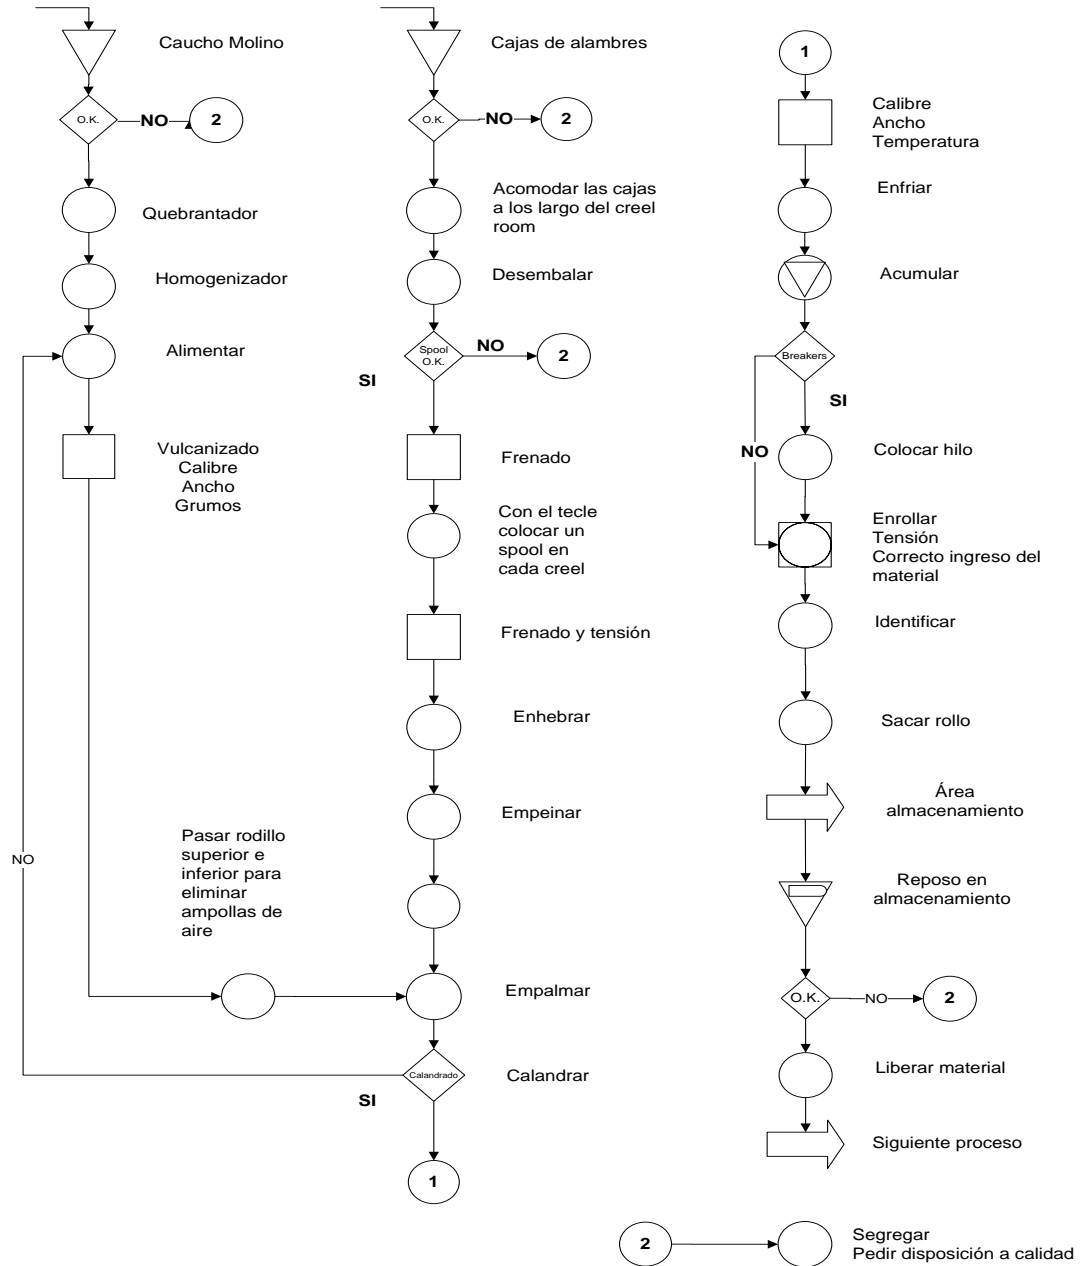 Caucho Molino
O.K.
NO
2
Quebrantador
Homogenizador
Alimentar
Vulcanizado
Calibre
Ancho
Grumos
NO
Pasar rodillo
superior e
inferior para
eliminar
ampollas de
aire
Cajas de alambres
O.K.
NO
2
Acomodar las cajas
a los largo del creel
room
Desembalar
Spool
O.K.
NO
2
SI
Frenado
Con el tecle
colocar un
spool en
cada creel
Frenado y tensión
Enhebrar
Empeinar
Empalmar
Calandrado
Calandrar
SI
1
1
Calibre
Ancho
Temperatura
Enfriar
Acumular
Breakers
SI
NO
Colocar hilo
Enrollar
Tensión
Correcto ingreso del
material
Identificar
Sacar rollo
Área
almacenamiento
Reposo en
almacenamiento
O.K.
NO
2
Liberar material
Siguiente proceso
2
Segregar
Pedir disposición a calidad